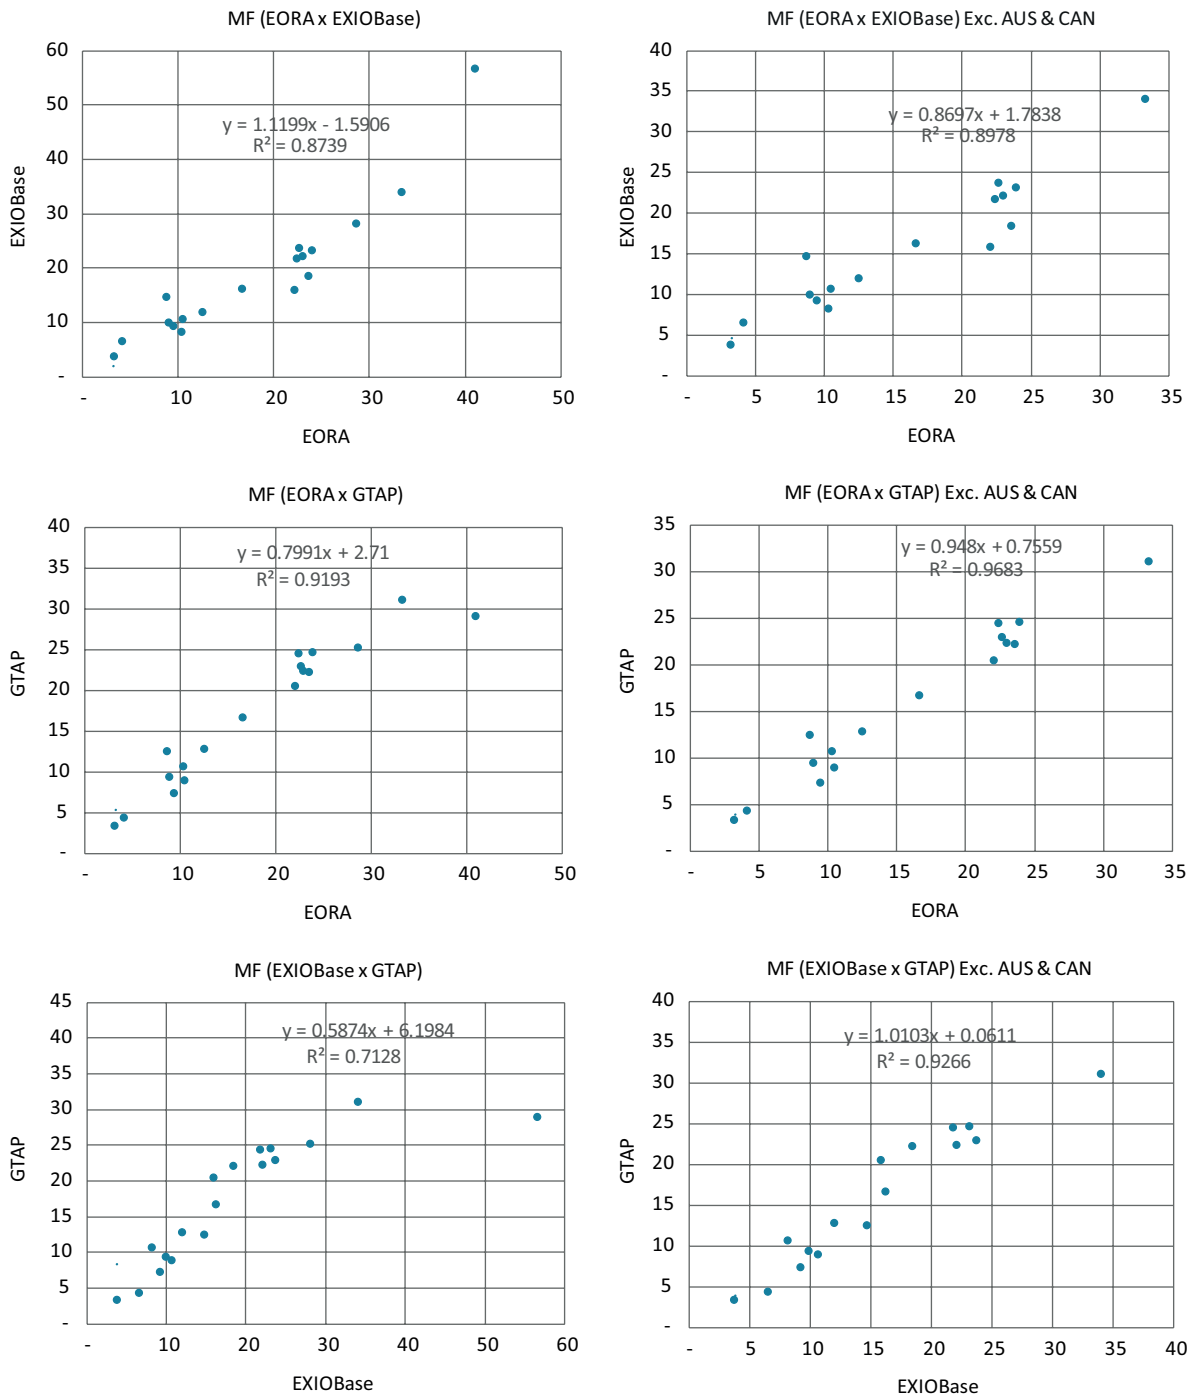 MF (EORA x EXIOBase)
60
50
40
30
20
10
-
EXIOBase
y = 1.1199x - 1.5906
R² = 0.8739
- 10 20 30 40 50
EORA
MF (EORA x EXIOBase) Exc. AUS & CAN
40
35
30
25
20
15
10
5
-
EXIOBase
y = 0.8697x + 1.7838
R² = 0.8978
- 5 10 15 20 25 30 35
EORA
MF (EORA x GTAP)
40
35
30
25
20
15
10
5
-
GTAP
y = 0.7991x + 2.71
R² = 0.9193
- 10 20 30 40 50
EORA
MF (EORA x GTAP) Exc. AUS & CAN
35
30
25
20
15
10
5
-
GTAP
y = 0.948x + 0.7559
R² = 0.9683
- 5 10 15 20 25 30 35
EORA
MF (EXIOBase x GTAP)
45
40
35
30
25
20
15
10
5
-
GTAP
y = 0.5874x + 6.1984
R² = 0.7128
- 10 20 30 40 50 60
EXIOBase
MF (EXIOBase x GTAP) Exc. AUS & CAN
40
35
30
25
20
15
10
5
-
GTAP
y = 1.0103x + 0.0611
R² = 0.9266
- 5 10 15 20 25 30 35 40
EXIOBase